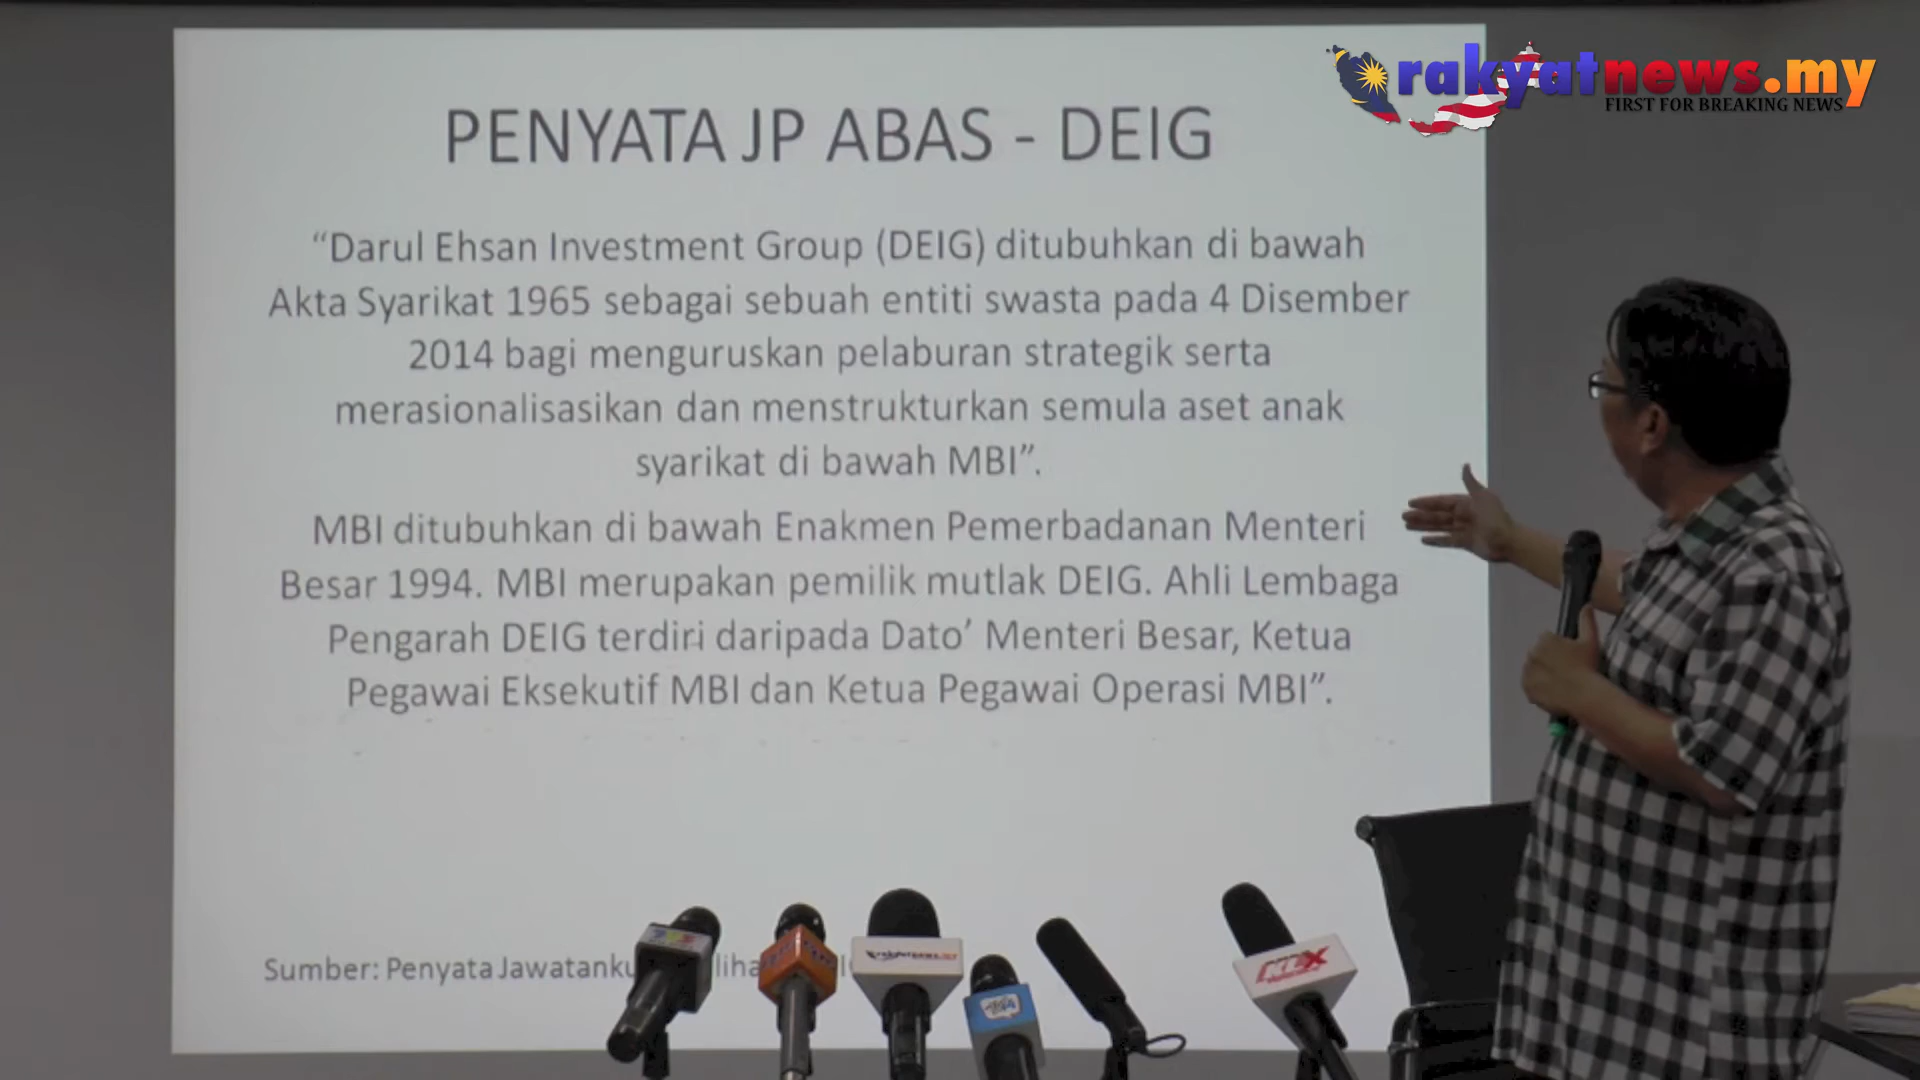 rakyatnews.my
FIRST FOR BREAKING NEWS
PENYATA JP ABAS - DEIG
“Darul Ehsan Investment Group (DEIG) ditubuhkan di bawah
Akta Syarikat 1965 sebagai sebuah entiti swasta pada 4 Disember
2014 bagi menguruskan pelaburan strategik serta
merasionalisasikan dan menstrukturkan semula aset anak
syarikat di bawah MBI”.
MBI ditubuhkan di bawah Enakmen Pemerbadanan Menteri
Besar 1994. MBI merupakan pemilik mutlak DEIG. Ahli Lembaga
Pengarah DEIG terdiri daripada Dato’ Menteri Besar, Ketua
Pegawai Eksekutif MBI dan Ketua Pegawai Operasi MBI”.
Sumber: Penyata
rakyatnews.my